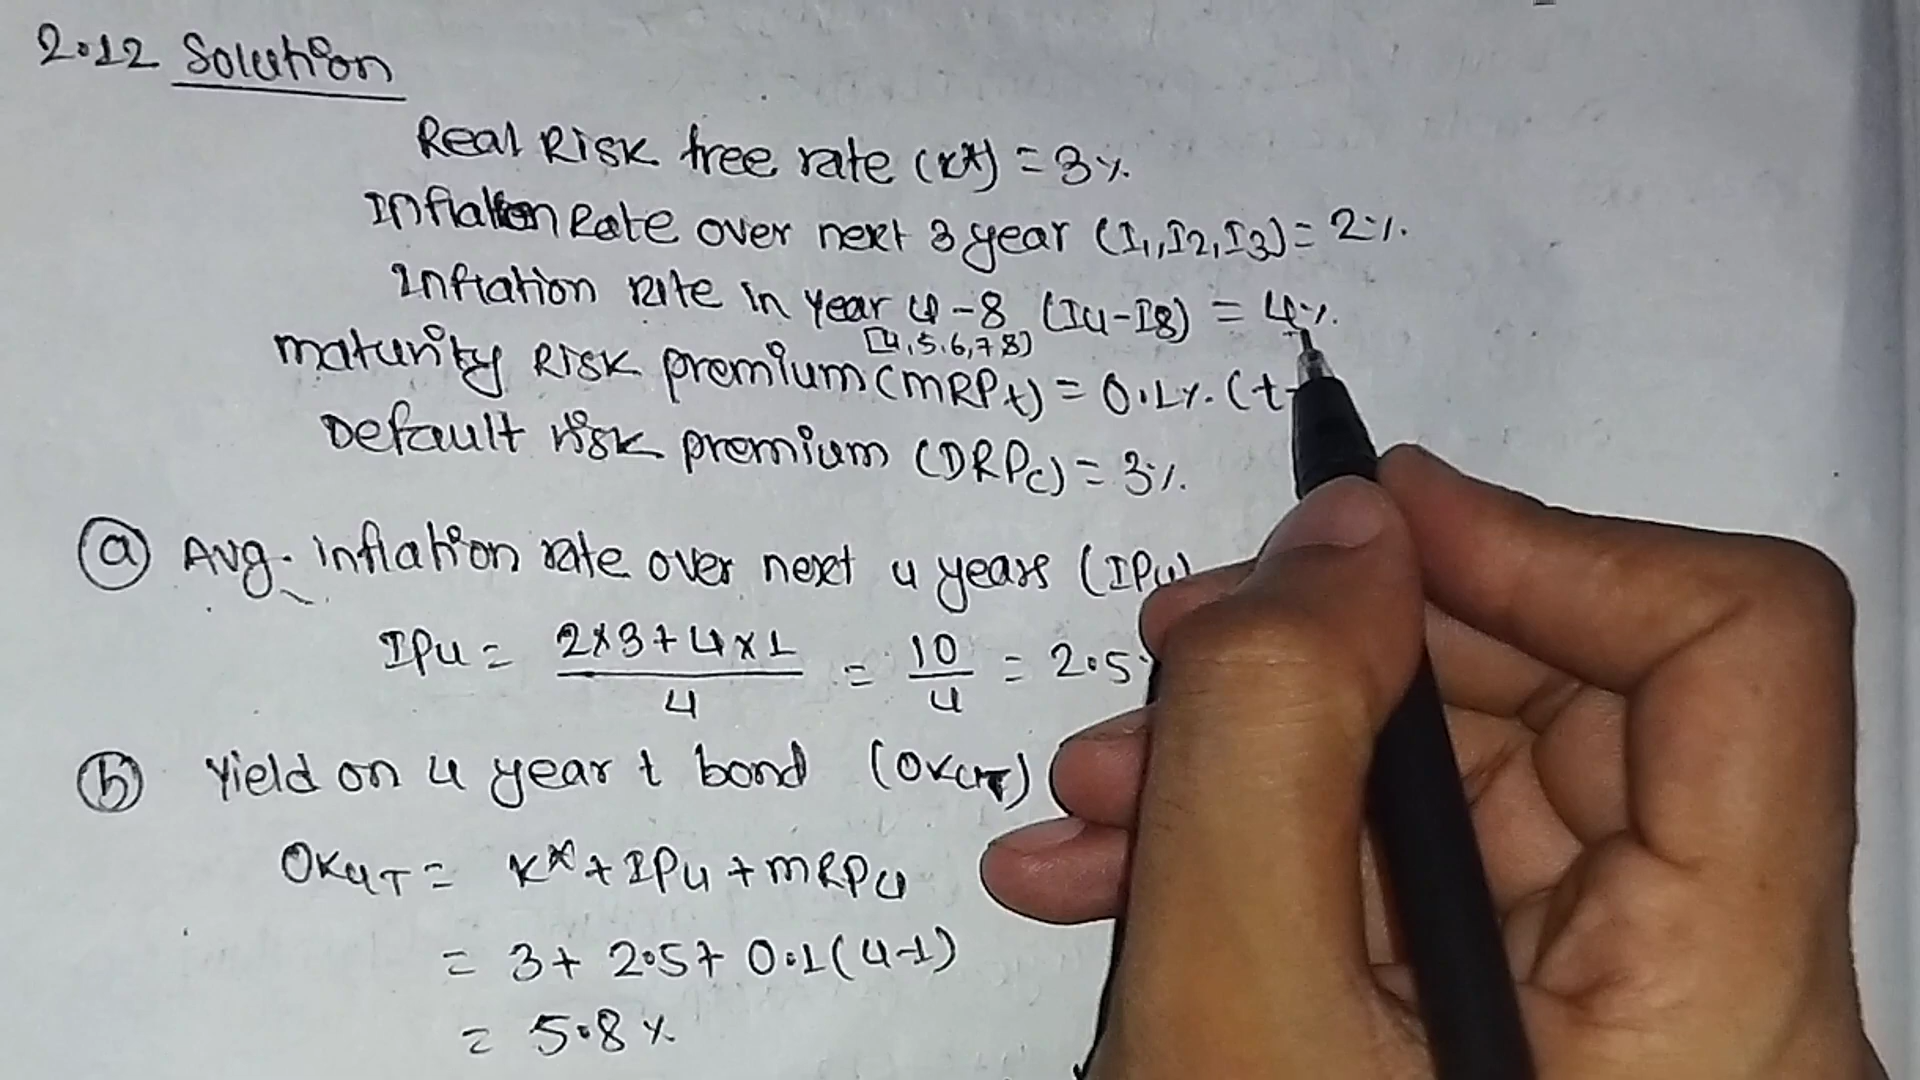 2.12 Solution
Real Risk free rate (K*) = 3%
Inflation Rate over next 3 year (I1, I2, I3) = 2%.
Inflation rate in year 4-8 (I4-I8) = 4%.
[4,5,6,7 8]
maturity Risk premium (MRPt) = 0.1%. (t-
Default risk premium (DRPc) = 3%.
(a) Avg. inflation rate over next 4 years (IP4)
IP4 = 2×3+4×1 / 4 = 10 / 4 = 2.5
(b) Yield on 4 year t bond (OK4T)
OK4T = K*+IP4+MRP4
= 3+ 2.5+ 0.1(4-1)
= 5.8%